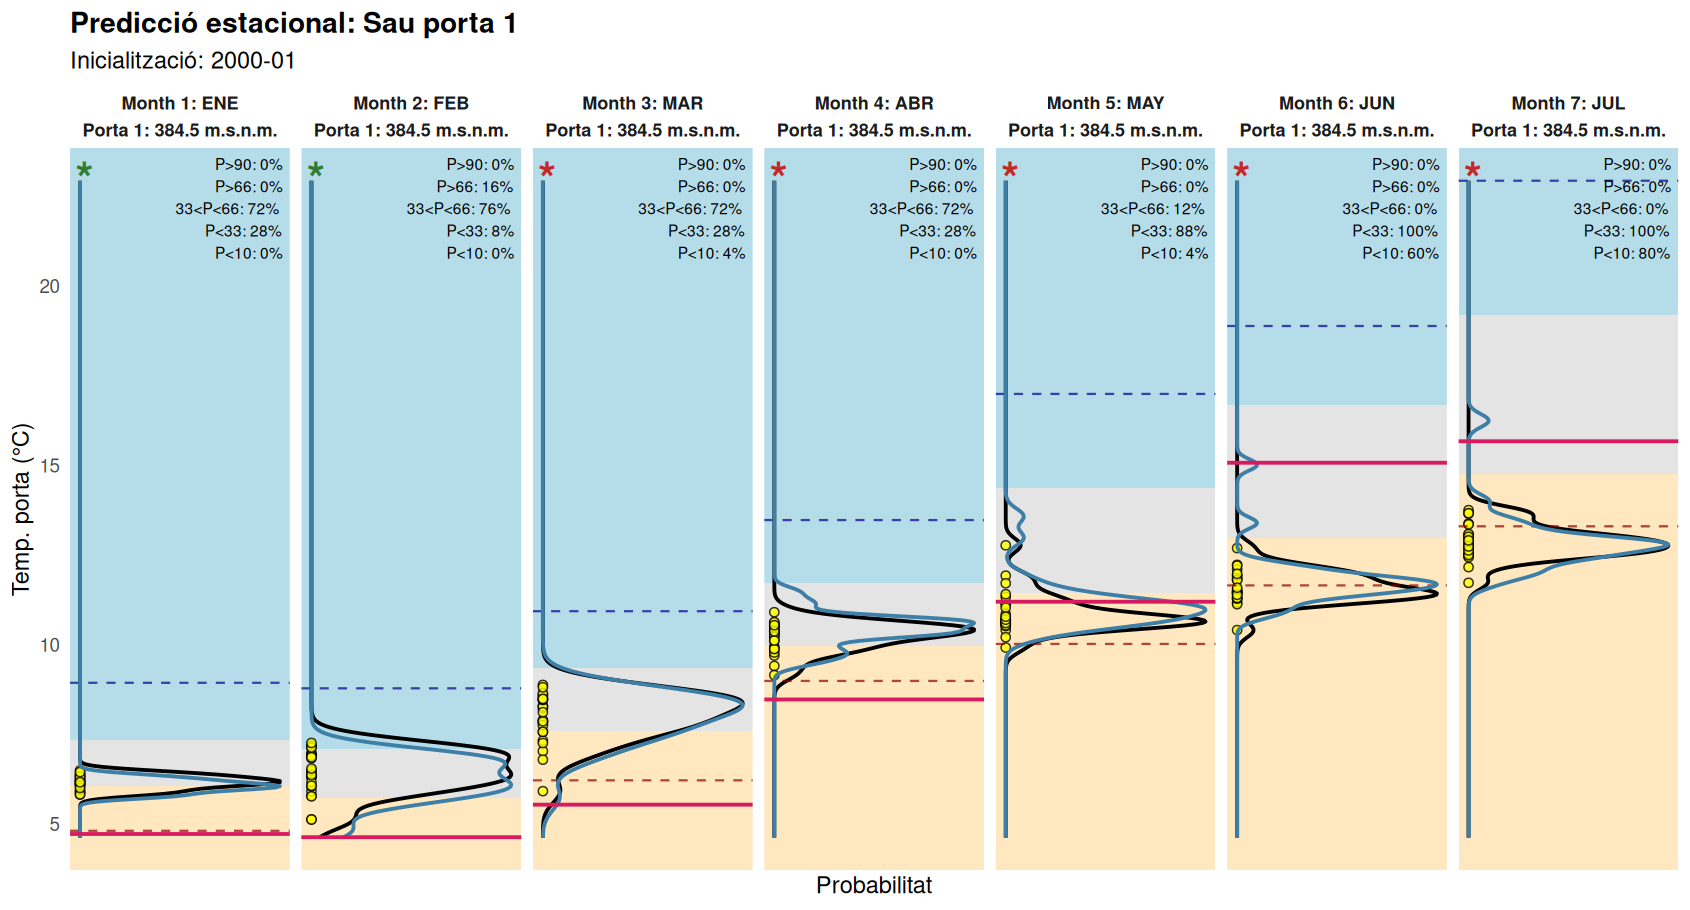 Predicció estacional: Sau porta 1
Inicialització: 2000-01
Month 1: ENE
Porta 1: 384.5 m.s.n.m.
Month 2: FEB
Porta 1: 384.5 m.s.n.m.
Month 3: MAR
Porta 1: 384.5 m.s.n.m.
Month 4: ABR
Porta 1: 384.5 m.s.n.m.
Month 5: MAY
Porta 1: 384.5 m.s.n.m.
Month 6: JUN
Porta 1: 384.5 m.s.n.m.
Month 7: JUL
Porta 1: 384.5 m.s.n.m.
*
P>90: 0%
P>66: 0%
33<P<66: 72%
P<33: 28%
P<10: 0%
*
P>90: 0%
P>66: 16%
33<P<66: 76%
P<33: 8%
P<10: 0%
*
P>90: 0%
P>66: 0%
33<P<66: 72%
P<33: 28%
P<10: 4%
*
P>90: 0%
P>66: 0%
33<P<66: 72%
P<33: 28%
P<10: 0%
*
P>90: 0%
P>66: 0%
33<P<66: 12%
P<33: 88%
P<10: 4%
*
P>90: 0%
P>66: 0%
33<P<66: 0%
P<33: 100%
P<10: 60%
*
P>90: 0%
P>66: 0%
33<P<66: 0%
P<33: 100%
P<10: 80%
20
15
10
5
Temp. porta (°C)
Probabilitat